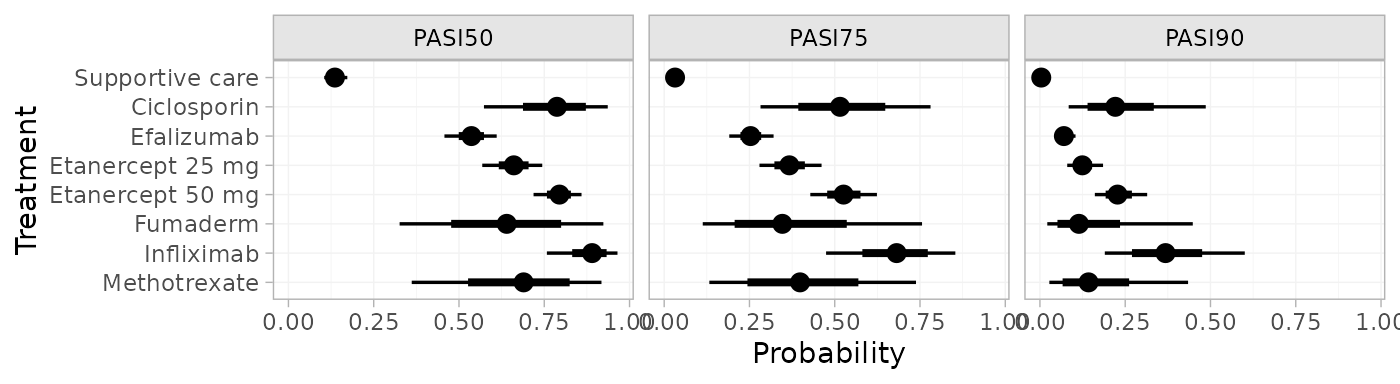 PASI50 PASI75 PASI90
Treatment
Supportive care
Ciclosporin
Efalizumab
Etanercept 25 mg
Etanercept 50 mg
Fumaderm
Infliximab
Methotrexate
0.00 0.25 0.50 0.75 1.00 0.00 0.25 0.50 0.75 1.00 0.00 0.25 0.50 0.75 1.00
Probability